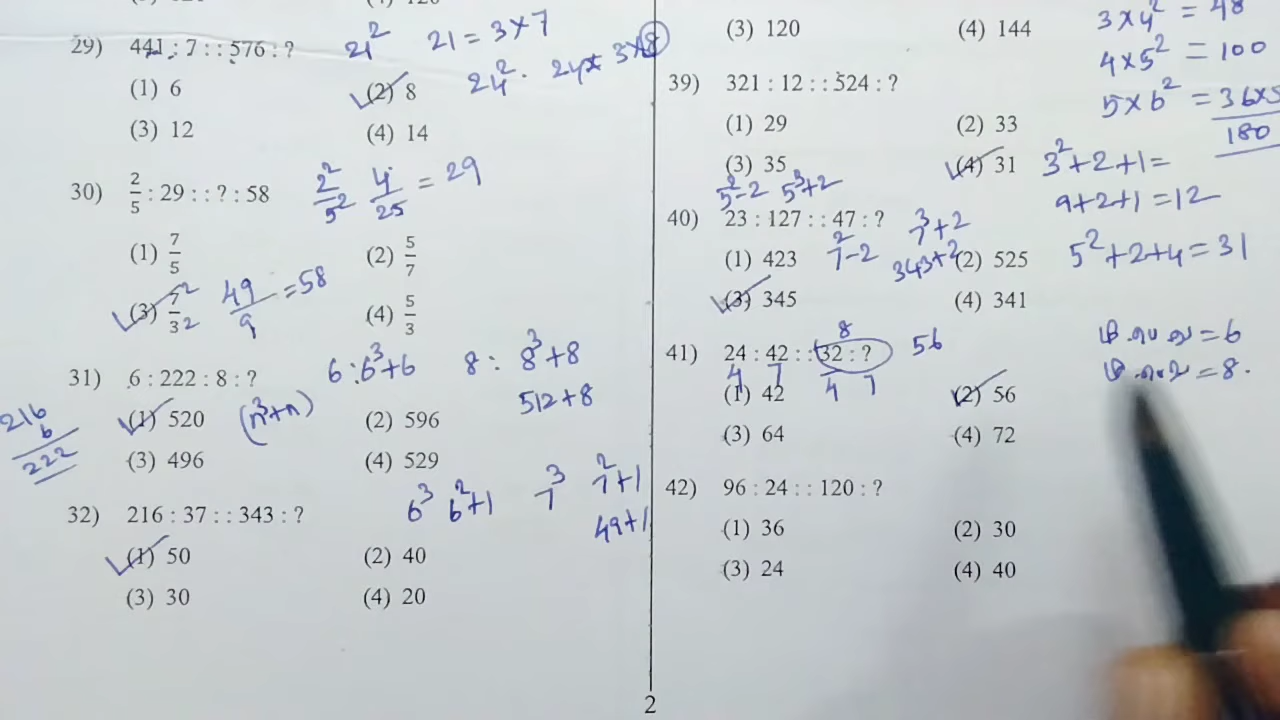 29) 441 : 7 : : 576 : ?
21² 21 = 3 × 7
(1) 6 (2) 8
24² · 24 3×8
(3) 12 (4) 14
30) 2/5 : 29 : : ? : 58
2²/5² 4/25 = 29
(1) 7/5 (2) 5/7
(3) 7/3 (4) 5/3
49/9 = 58
31) 6 : 222 : 8 : ?
6 : 6³+6 8 : 8³+8
(1) 520 (n³+n) (2) 596
512+8
216
6
222
(3) 496 (4) 529
32) 216 : 37 : : 343 : ?
6³ 6²+1 7³ 7²+1
49+1
(1) 50 (2) 40
(3) 30 (4) 20
(3) 120 (4) 144
3×4² = 48
4×5² = 100
5×6² = 36×5
180
39) 321 : 12 : : 524 : ?
(1) 29 (2) 33
(3) 35 (4) 31
3²+2+1=
9+2+1=12
5²+2+4=31
5²-2 5³+2
40) 23 : 127 : : 47 : ?
7²-2 7³+2
343+2
(1) 423 (2) 525
(3) 345 (4) 341
41) 24 : 42 : : 32 : ?
8 56
4 7 4 7
(1) 42 (2) 56
(3) 64 (4) 72
= 6
= 8.
42) 96 : 24 : : 120 : ?
(1) 36 (2) 30
(3) 24 (4) 40
2